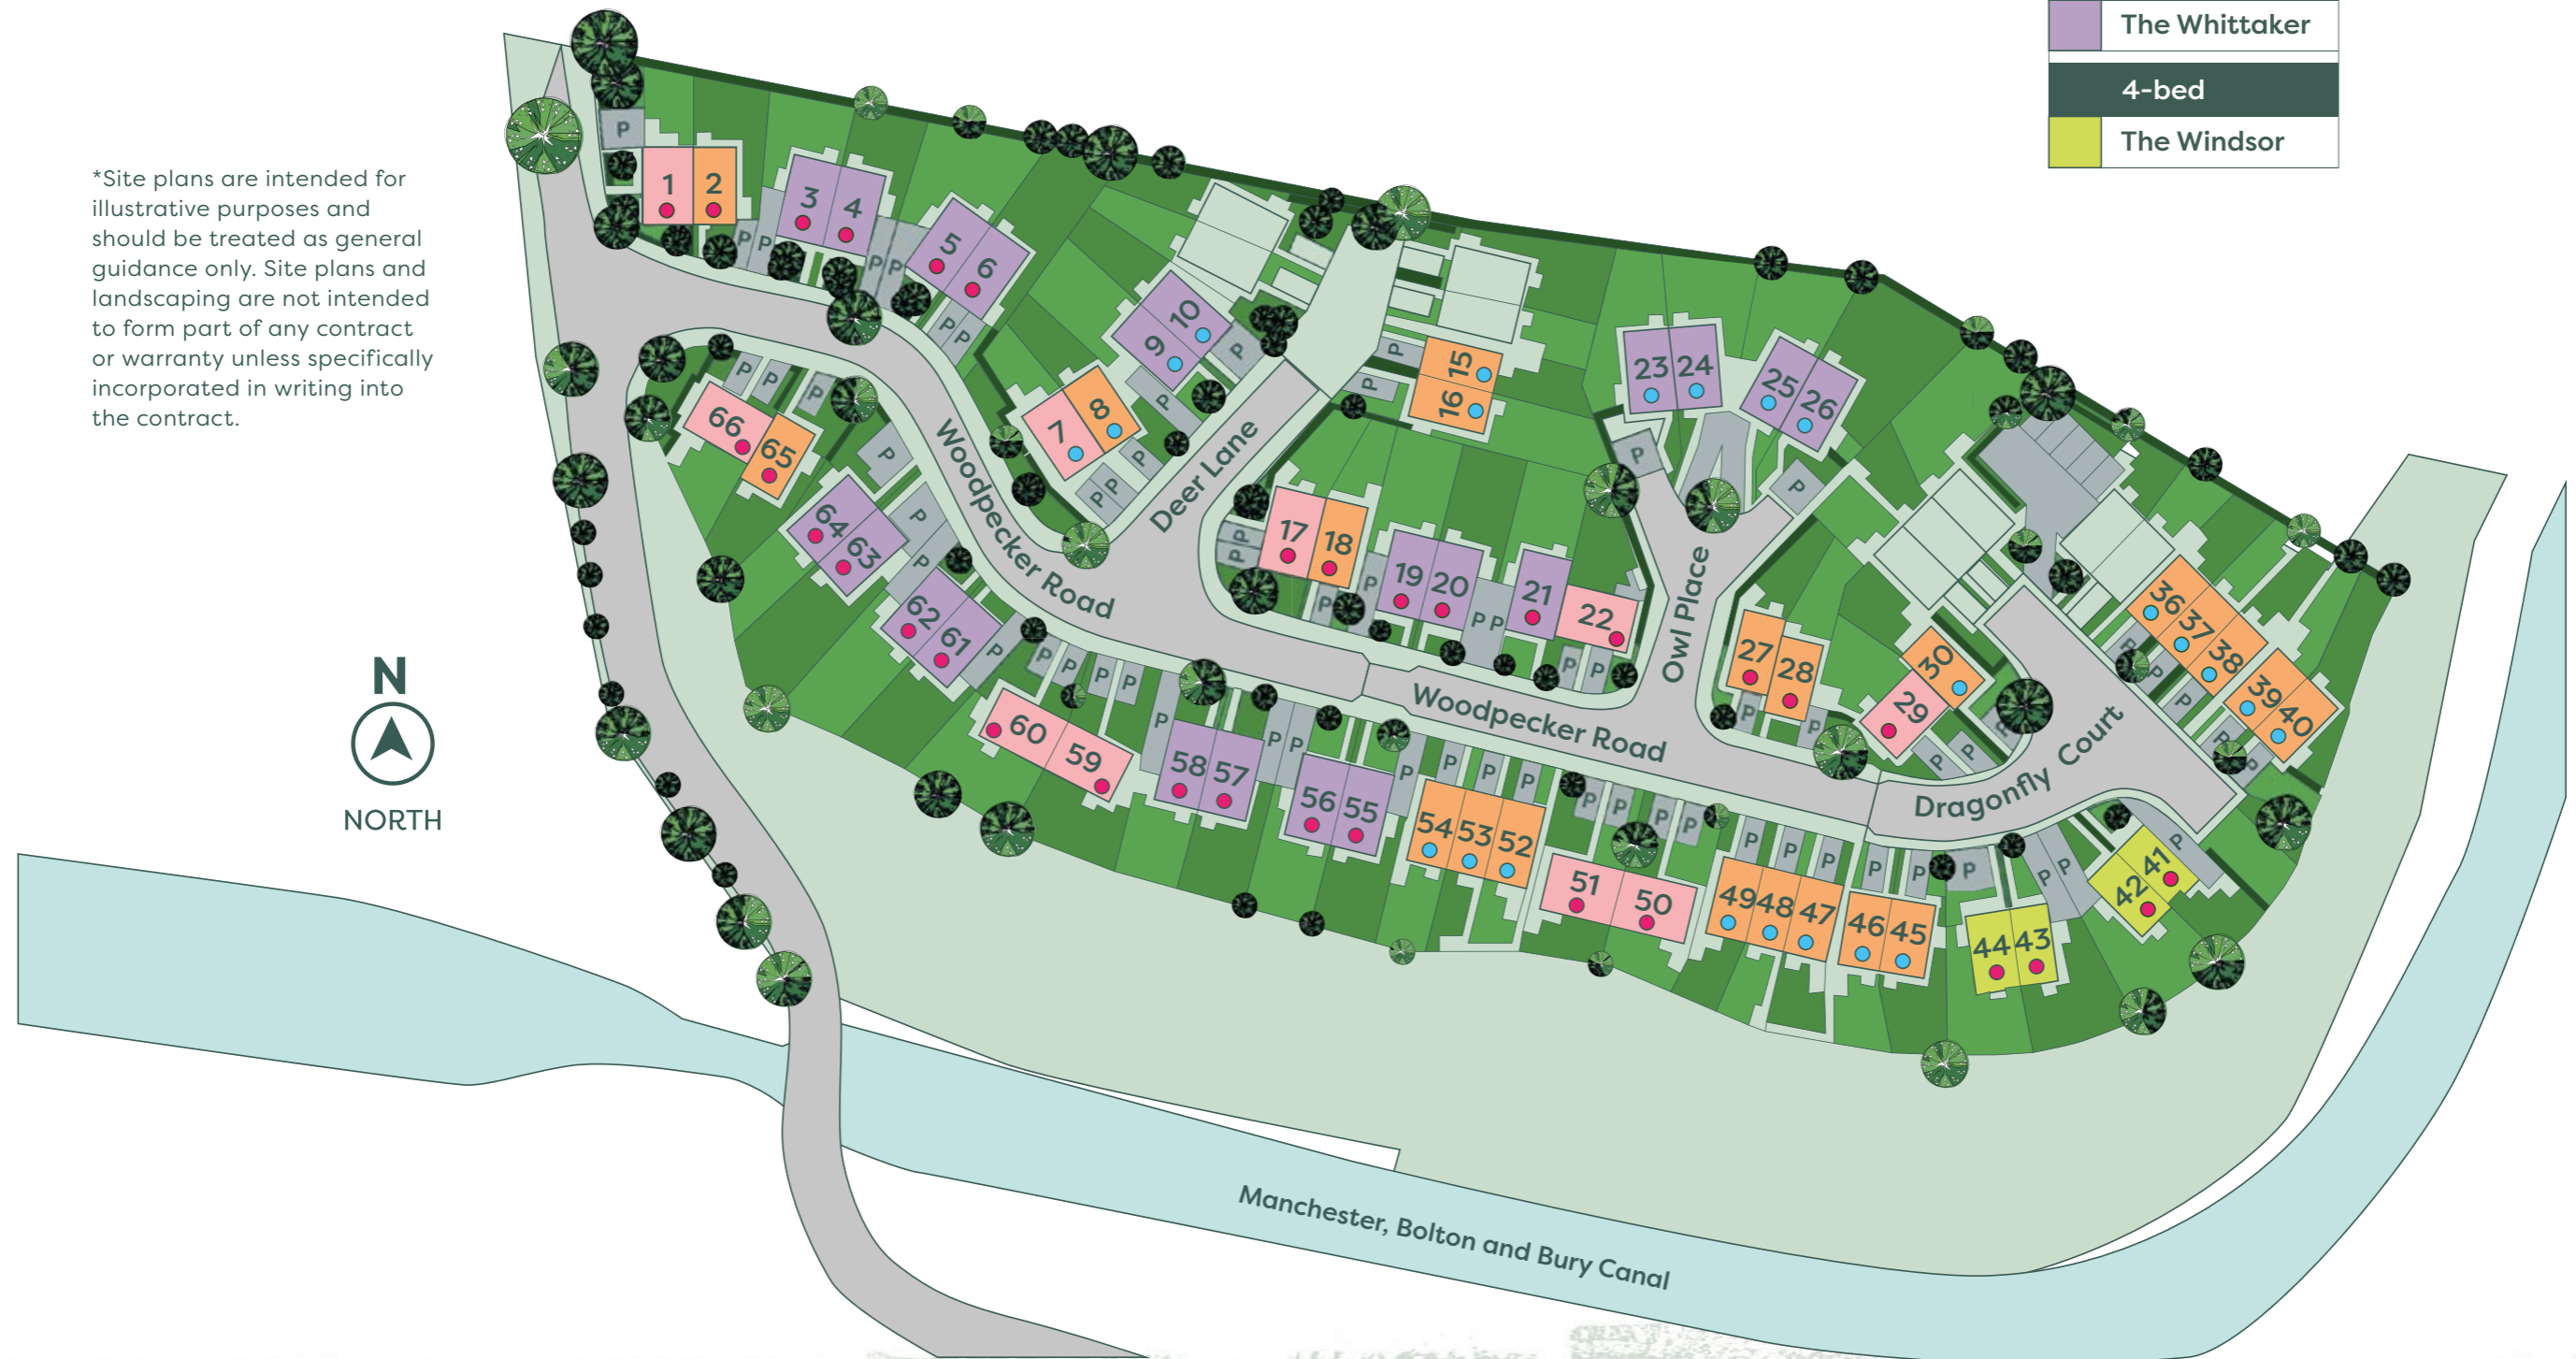 The Whittaker
4-bed
The Windsor
*Site plans are intended for
illustrative purposes and
should be treated as general
guidance only. Site plans and
landscaping are not intended
to form part of any contract
or warranty unless specifically
incorporated in writing into
the contract.
N
NORTH
P
1 2
P P
3 4
P P
5 6
P P
7 8
P P
P
9 10
P
P
P
P
15
16
17 18
P
P
P
P
19 20
P P
21 22
P P
23 24
P
25 26
P
27 28
P
P
29 30
P
P
P
36 37 38
P
P
P
39 40
P
P
41
42
P
P P
44 43
P
46 45
P
P
49 48 47
P
P
P
51 50
P P
P P
54 53 52
P
P
P
56 55
P
P P
58 57
P
60 59
P P
P P
62 61
P
P
64 63
P
P
66 65
P P
P
Woodpecker Road
Deer Lane
Owl Place
Woodpecker Road
Dragonfly Court
Manchester, Bolton and Bury Canal